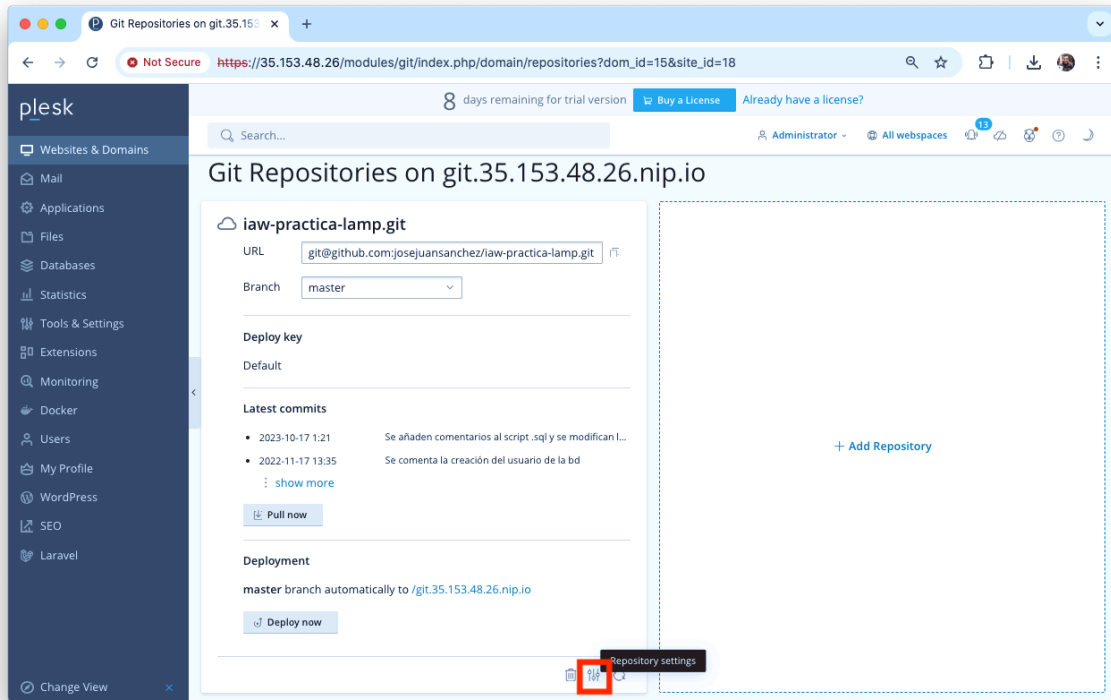 Git Repositories on git.35.153
Not Secure https://35.153.48.26/modules/git/index.php/domain/repositories?dom_id=15&site_id=18
plesk
8 days remaining for trial version Buy a License Already have a license?
Search...
Administrator All webspaces 13
Websites & Domains
Mail
Applications
Files
Databases
Statistics
Tools & Settings
Extensions
Monitoring
Docker
Users
My Profile
WordPress
SEO
Laravel
Change View
Git Repositories on git.35.153.48.26.nip.io
iaw-practica-lamp.git
URL git@github.com:josejuansanchez/iaw-practica-lamp.git
Branch master
Deploy key
Default
Latest commits
2023-10-17 1:21 Se añaden comentarios al script .sql y se modifican l...
2022-11-17 13:35 Se comenta la creación del usuario de la bd
show more
Pull now
Deployment
master branch automatically to /git.35.153.48.26.nip.io
Deploy now
Repository settings
+ Add Repository